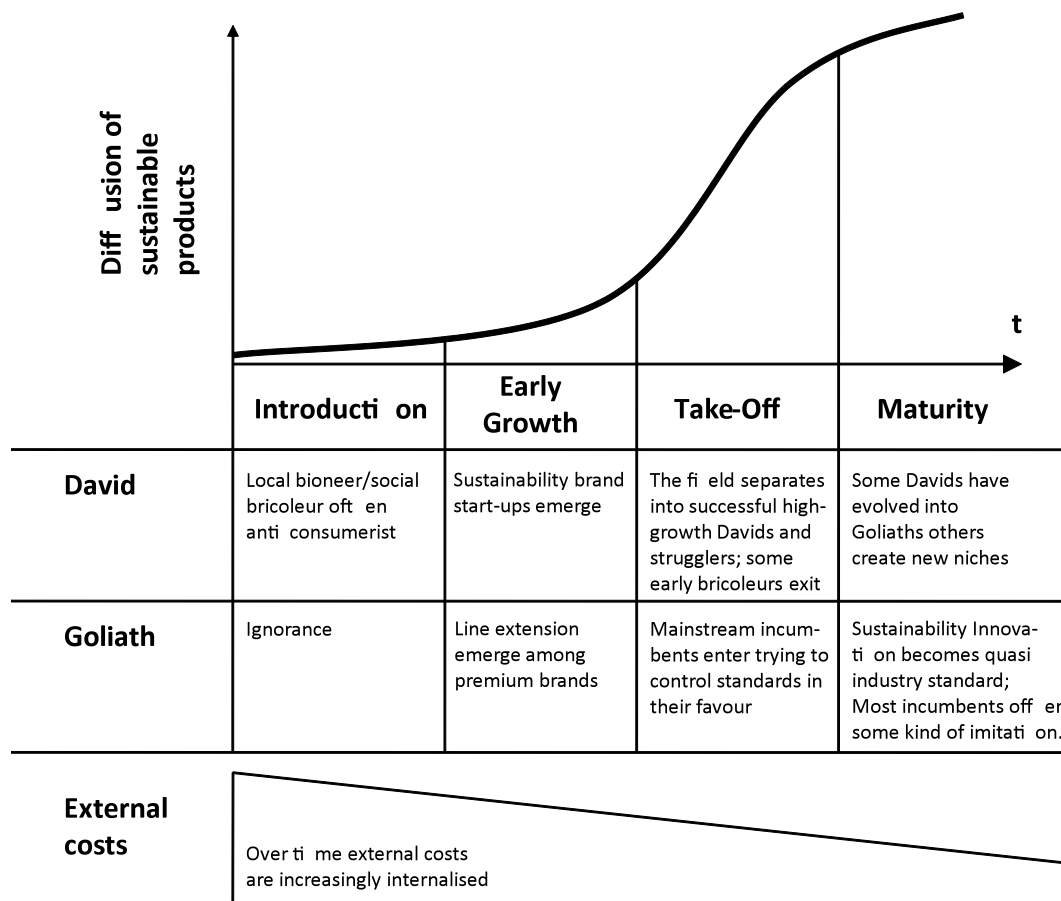 Diff usion of
sustainable
products
t
Introducti on
Early
Growth
Take-Off
Maturity
David
Local bioneer/social
bricoleur oft en
anti consumerist
Sustainability brand
start-ups emerge
The fi eld separates
into successful high-
growth Davids and
strugglers; some
early bricoleurs exit
Some Davids have
evolved into
Goliaths others
create new niches
Goliath
Ignorance
Line extension
emerge among
premium brands
Mainstream incum-
bents enter trying to
control standards in
their favour
Sustainability Innova-
ti on becomes quasi
industry standard;
Most incumbents off er
some kind of imitati on.
External
costs
Over ti me external costs
are increasingly internalised